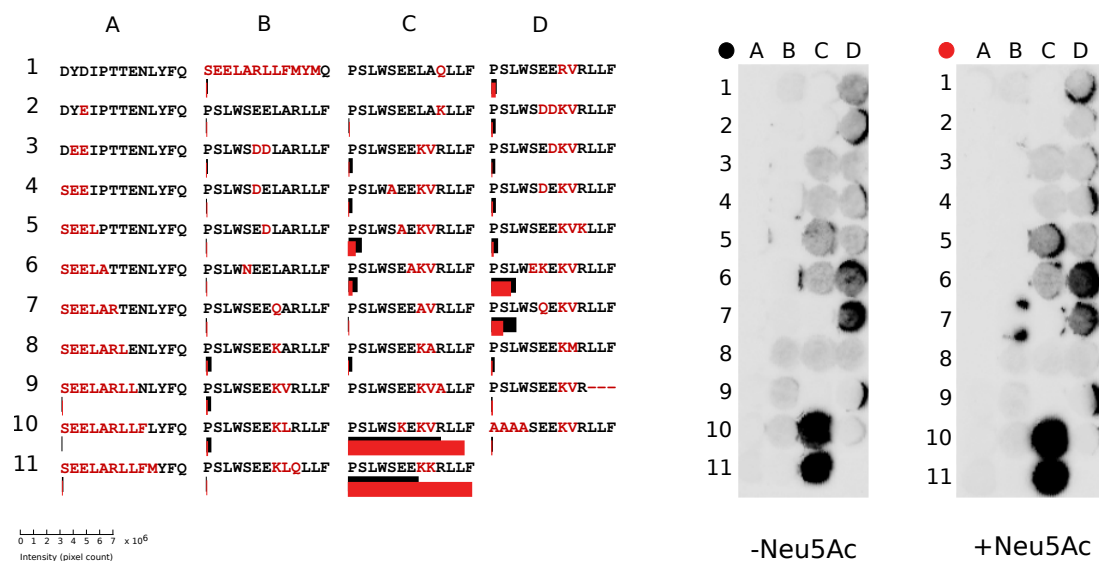 A B C D
1 DYDIPTTENLYFQ SEELARLLFMYMQ PSLWSEELAQLLF PSLWSEERVRLLF
2 DYEIPTTENLYFQ PSLWSEELARLLF PSLWSEELAKLLF PSLWSDDKVRLLF
3 DEEIPTTENLYFQ PSLWSDDLARLLF PSLWSEEKVRLLF PSLWSEDKVRLLF
4 SEEIPTTENLYFQ PSLWSDELARLLF PSLWAEEKVRLLF PSLWSDEKVRLLF
5 SEELPTTENLYFQ PSLWSEDLARLLF PSLWSAEKVRLLF PSLWSEEKVKLLF
6 SEELATTENLYFQ PSLWNEELARLLF PSLWSEAKVRLLF PSLWEKEKVRLLF
7 SEELARTENLYFQ PSLWSEEQARLLF PSLWSEEAVRLLF PSLWSQEKVRLLF
8 SEELARLENLYFQ PSLWSEEKARLLF PSLWSEEKARLLF PSLWSEEKMRLLF
9 SEELARLLNLYFQ PSLWSEEKVRLLF PSLWSEEKVALLF PSLWSEEKVR---
10 SEELARLLFLYFQ PSLWSEEKLRLLF PSLWSKEKVRLLF AAAASEEKVRLLF
11 SEELARLLFMYFQ PSLWSEEKLQLLF PSLWSEEKKRLLF
0 1 2 3 4 5 6 7 x 10⁶
Intensity (pixel count)
A B C D
1
2
3
4
5
6
7
8
9
10
11
-Neu5Ac
A B C D
1
2
3
4
5
6
7
8
9
10
11
+Neu5Ac